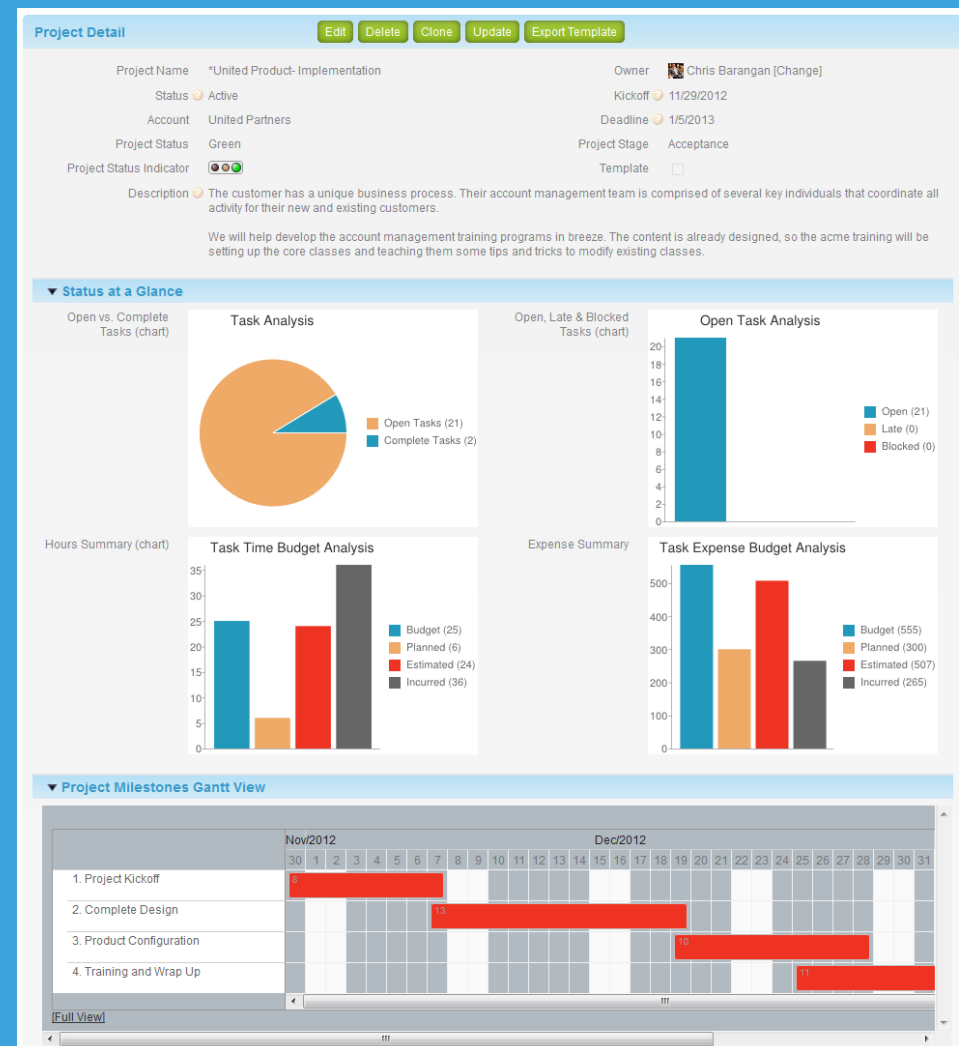 Project Detail
Edit Delete Clone Update Export Template
Project Name *United Product- Implementation Owner Chris Barangan [Change]
Status Active Kickoff 11/29/2012
Account United Partners Deadline 1/5/2013
Project Status Green Project Stage Acceptance
Project Status Indicator Template
Description The customer has a unique business process. Their account management team is comprised of several key individuals that coordinate all
activity for their new and existing customers.
We will help develop the account management training programs in breeze. The content is already designed, so the acme training will be
setting up the core classes and teaching them some tips and tricks to modify existing classes.
Status at a Glance
Open vs. Complete
Tasks (chart)
Task Analysis
Open Tasks (21)
Complete Tasks (2)
Open, Late & Blocked
Tasks (chart)
Open Task Analysis
20
18
16
14
12
10
8
6
4
2
0
Open (21)
Late (0)
Blocked (0)
Hours Summary (chart)
Task Time Budget Analysis
35
30
25
20
15
10
5
0
Budget (25)
Planned (6)
Estimated (24)
Incurred (36)
Expense Summary
Task Expense Budget Analysis
500
400
300
200
100
0
Budget (555)
Planned (300)
Estimated (507)
Incurred (265)
Project Milestones Gantt View
Nov/2012 Dec/2012
30 1 2 3 4 5 6 7 8 9 10 11 12 13 14 15 16 17 18 19 20 21 22 23 24 25 26 27 28 29 30 31
1. Project Kickoff 8
2. Complete Design 13
3. Product Configuration 10
4. Training and Wrap Up 11
[Full View]